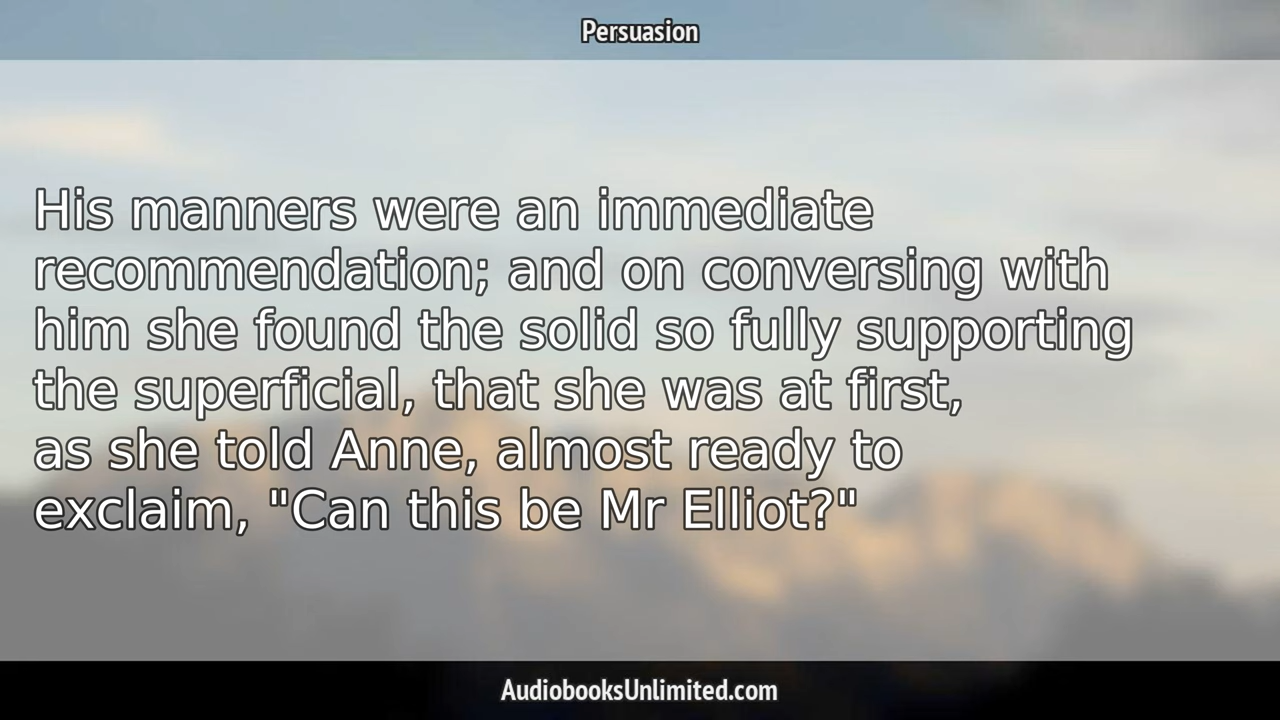 Persuasion
His manners were an immediate
recommendation; and on conversing with
him she found the solid so fully supporting
the superficial, that she was at first,
as she told Anne, almost ready to
exclaim, "Can this be Mr Elliot?"
AudiobooksUnlimited.com